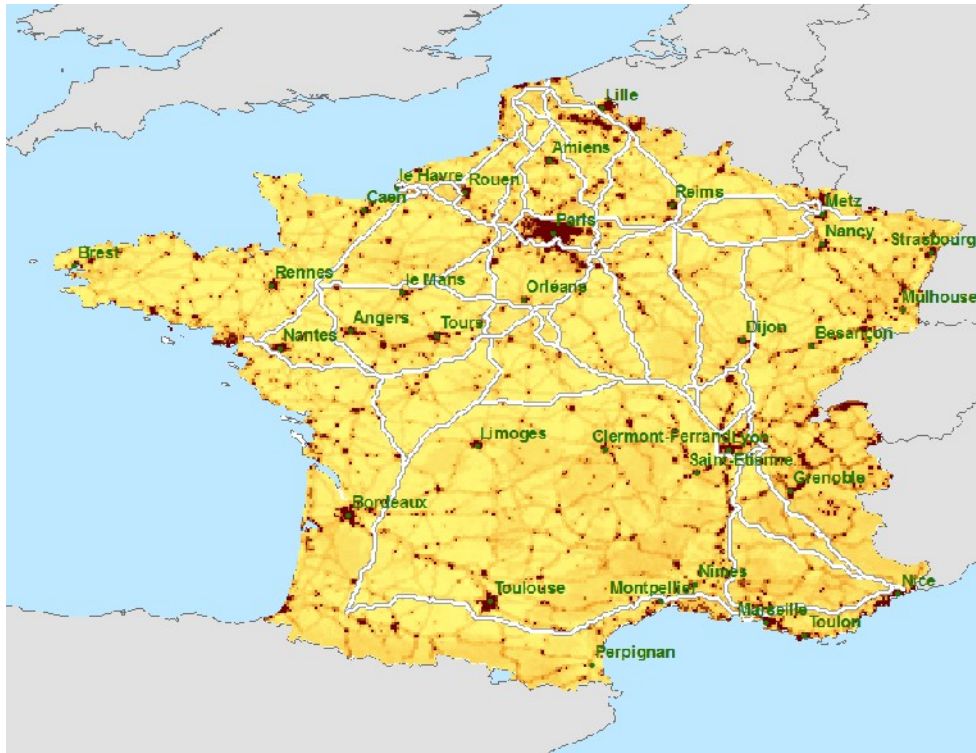 Lille
Amiens
le Havre
Rouen
Reims
Metz
Caen
Paris
Nancy
Strasbourg
Brest
Rennes
le Mans
Orléans
Mulhouse
Angers
Tours
Dijon
Besançon
Nantes
Limoges
Clermont-Ferrand
Lyon
Saint-Etienne
Grenoble
Bordeaux
Toulouse
Montpellier
Nimes
Nice
Marseille
Toulon
Perpignan